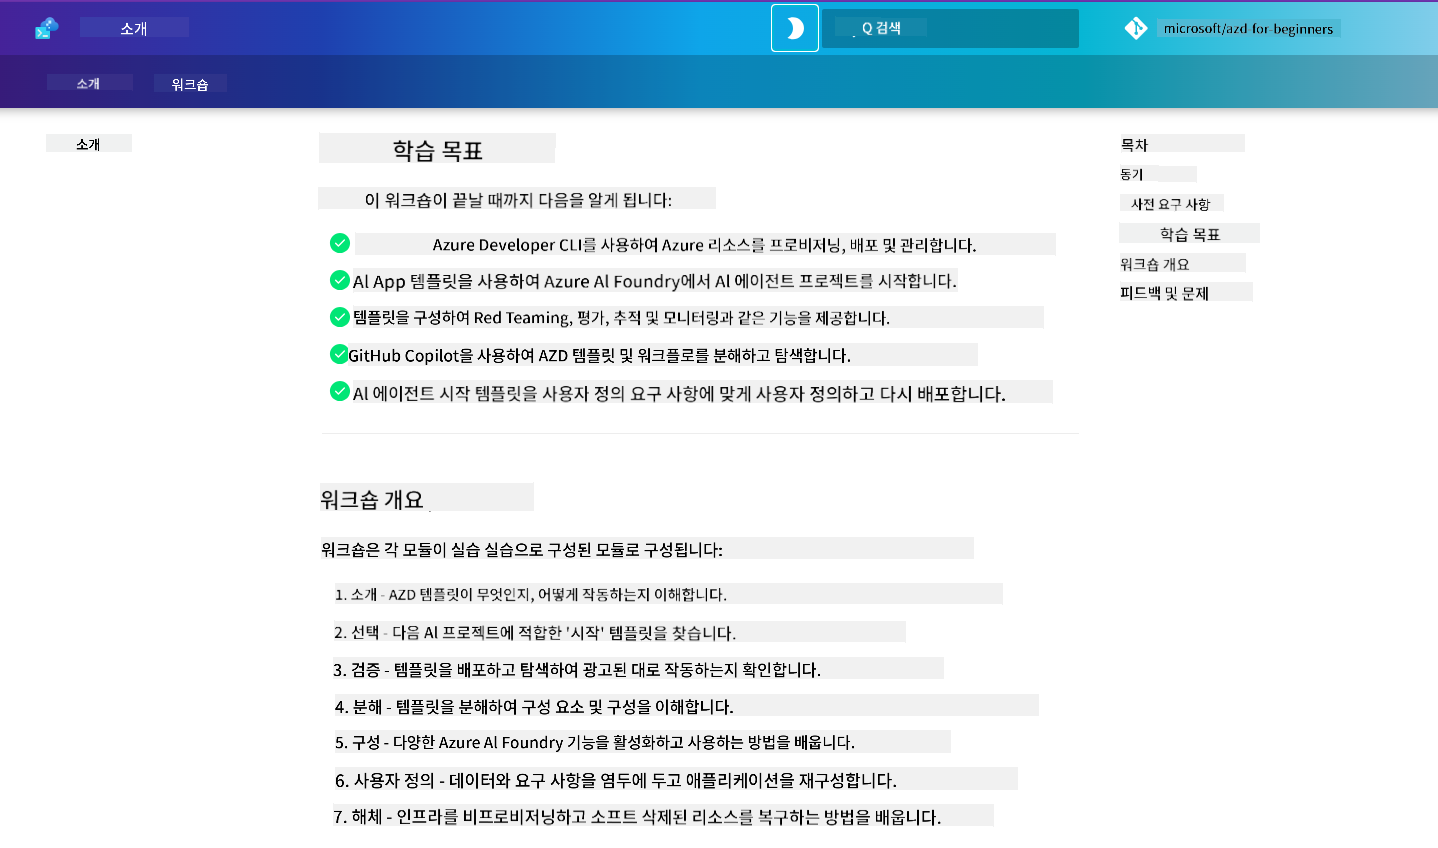 소개
Q 검색
microsoft/azd-for-beginners
소개
워크숍
소개
학습 목표
이 워크숍이 끝날 때까지 다음을 알게 됩니다:
Azure Developer CLI를 사용하여 Azure 리소스를 프로비저닝, 배포 및 관리합니다.
Al App 템플릿을 사용하여 Azure Al Foundry에서 Al 에이전트 프로젝트를 시작합니다.
템플릿을 구성하여 Red Teaming, 평가, 추적 및 모니터링과 같은 기능을 제공합니다.
GitHub Copilot을 사용하여 AZD 템플릿 및 워크플로를 분해하고 탐색합니다.
Al 에이전트 시작 템플릿을 사용자 정의 요구 사항에 맞게 사용자 정의하고 다시 배포합니다.
워크숍 개요
워크숍은 각 모듈이 실습 실습으로 구성된 모듈로 구성됩니다:
1. 소개 - AZD 템플릿이 무엇인지, 어떻게 작동하는지 이해합니다.
2. 선택 - 다음 Al 프로젝트에 적합한 '시작' 템플릿을 찾습니다.
3. 검증 - 템플릿을 배포하고 탐색하여 광고된 대로 작동하는지 확인합니다.
4. 분해 - 템플릿을 분해하여 구성 요소 및 구성을 이해합니다.
5. 구성 - 다양한 Azure Al Foundry 기능을 활성화하고 사용하는 방법을 배웁니다.
6. 사용자 정의 - 데이터와 요구 사항을 염두에 두고 애플리케이션을 재구성합니다.
7. 해체 - 인프라를 비프로비저닝하고 소프트 삭제된 리소스를 복구하는 방법을 배웁니다.
목차
동기
사전 요구 사항
학습 목표
워크숍 개요
피드백 및 문제